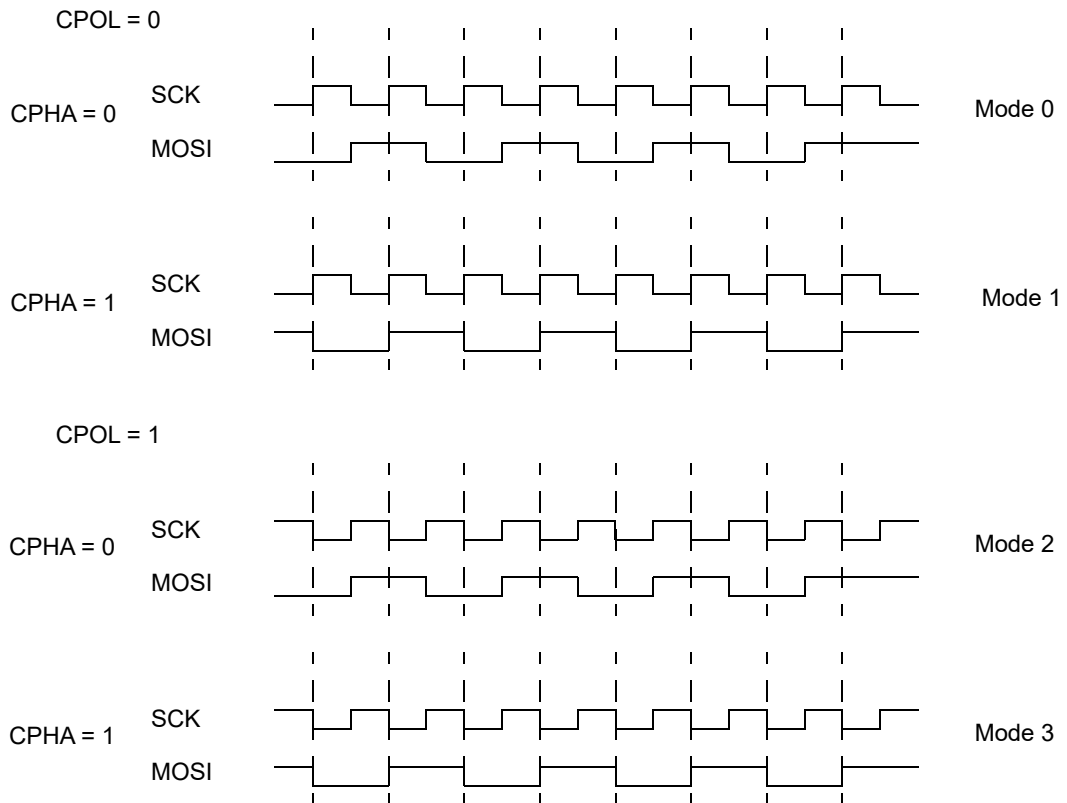 CPOL = 0
SCK
CPHA = 0
Mode 0
MOSI
SCK
CPHA = 1
Mode 1
MOSI
CPOL = 1
SCK
CPHA = 0
Mode 2
MOSI
SCK
CPHA = 1
Mode 3
MOSI